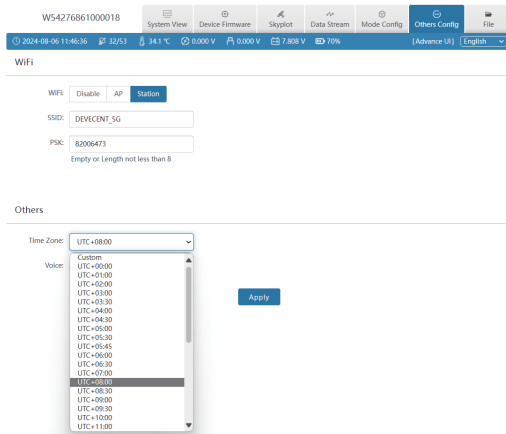 W54276861000018
System View
Device Firmware
Skyplot
Data Stream
Mode Config
Others Config
File
2024-08-06 11:46:36 32/53 34.1 ℃ 0.000 V 0.000 V 7.808 V 70% [Advance UI] English
WiFi
WiFi: Disable AP Station
SSID: DEVECENT_5G
PSK: 82006473
Empty or Length not less than 8
Others
Time Zone: UTC+08:00
Voice:
Custom
UTC+00:00
UTC+01:00
UTC+02:00
UTC+03:00
UTC+03:30
UTC+04:00
UTC+04:30
UTC+05:00
UTC+05:30
UTC+05:45
UTC+06:00
UTC+06:30
UTC+07:00
UTC+08:00
UTC+08:30
UTC+09:00
UTC+09:30
UTC+10:00
UTC+11:00
Apply